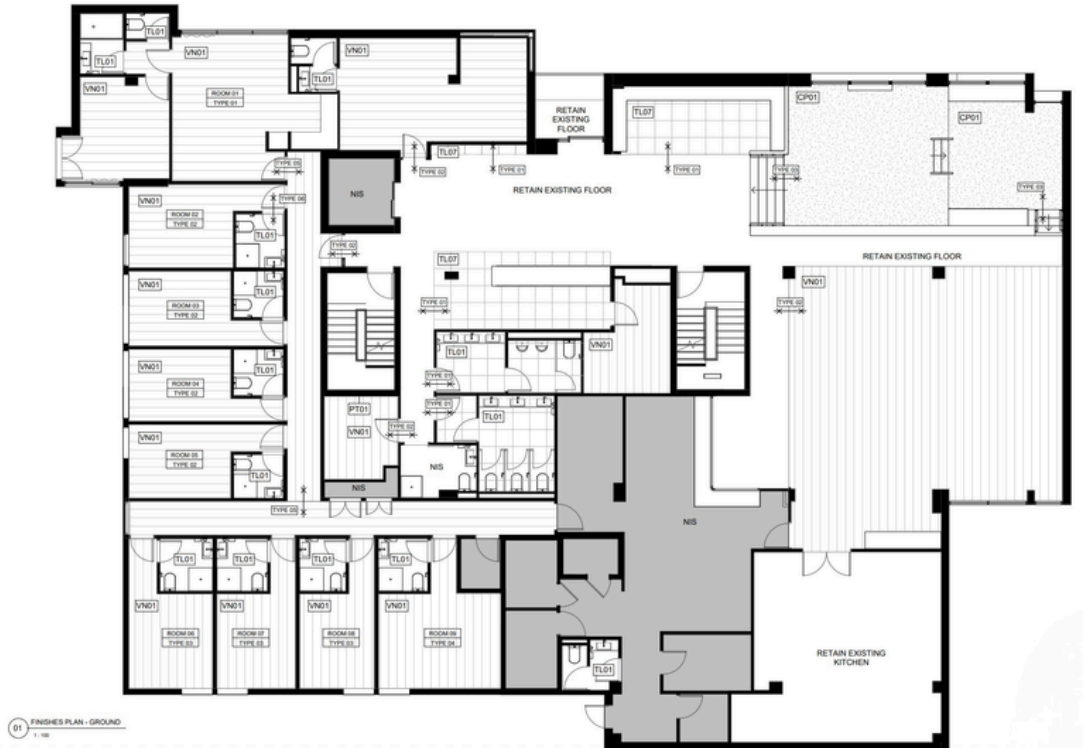 TL01
TL01
VN01
VN01
ROOM 01
TYPE 01
TL01
VN01
RETAIN
EXISTING
FLOOR
TL07
CP01
CP01
VN01
TYPE 05
TYPE 06
NIS
TL07
TYPE 02
TYPE 01
TYPE 01
TYPE 03
TYPE 03
RETAIN EXISTING FLOOR
ROOM 02
TYPE 02
TL01
TYPE 02
TL07
RETAIN EXISTING FLOOR
VN01
VN01
ROOM 03
TYPE 02
TL01
TYPE 01
TYPE 02
VN01
ROOM 04
TYPE 02
TL01
TL01
VN01
TYPE 01
VN01
ROOM 05
TYPE 02
TL01
PT01
VN01
TYPE 01
TYPE 02
TL01
NIS
NIS
NIS
TYPE 05
TL01
TL01
TL01
TL01
VN01
VN01
VN01
VN01
ROOM 06
TYPE 03
ROOM 07
TYPE 03
ROOM 08
TYPE 03
ROOM 09
TYPE 04
TL01
RETAIN EXISTING
KITCHEN
01
FINISHES PLAN - GROUND
1 : 100